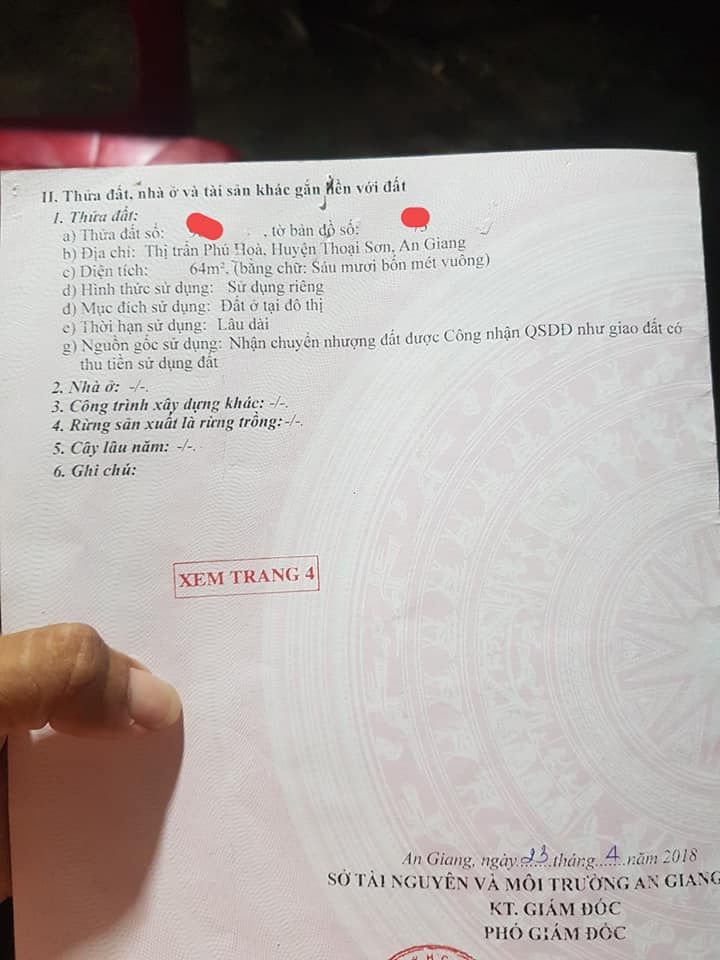 II. Thửa đất, nhà ở và tài sản khác gắn liền với đất
1. Thửa đất:
a) Thửa đất số: , tờ bản đồ số:
b) Địa chỉ: Thị trấn Phú Hoà, Huyện Thoại Sơn, An Giang
c) Diện tích: 64m², (bằng chữ: Sáu mươi bốn mét vuông)
d) Hình thức sử dụng: Sử dụng riêng
đ) Mục đích sử dụng: Đất ở tại đô thị
e) Thời hạn sử dụng: Lâu dài
g) Nguồn gốc sử dụng: Nhận chuyển nhượng đất được Công nhận QSDĐ như giao đất có
thu tiền sử dụng đất
2. Nhà ở: -/-.
3. Công trình xây dựng khác: -/-.
4. Rừng sản xuất là rừng trồng: -/-.
5. Cây lâu năm: -/-.
6. Ghi chú:
XEM TRANG 4
An Giang, ngày 23 tháng 4 năm 2018
SỞ TÀI NGUYÊN VÀ MÔI TRƯỜNG AN GIANG
KT. GIÁM ĐỐC
PHÓ GIÁM ĐỐC